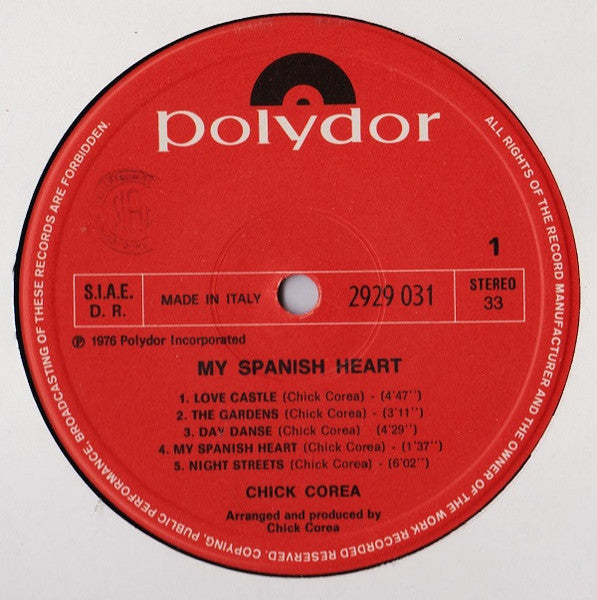 polydor
1
S.I.A.E.
D. R.
MADE IN ITALY
2929 031
STEREO
33
℗ 1976 Polydor Incorporated
MY SPANISH HEART
1. LOVE CASTLE (Chick Corea) - (4'47'')
2. THE GARDENS (Chick Corea) - (3'11'')
3. DAY DANSE (Chick Corea) - (4'29'')
4. MY SPANISH HEART (Chick Corea) - (1'37'')
5. NIGHT STREETS (Chick Corea) - (6'02'')
CHICK COREA
Arranged and produced by
Chick Corea
ALL RIGHTS OF THE RECORD MANUFACTURER AND THE OWNER OF THE WORK RECORDED RESERVED. COPYING, PUBLIC PERFORMANCE, BROADCASTING OF THESE RECORDS ARE FORBIDDEN.